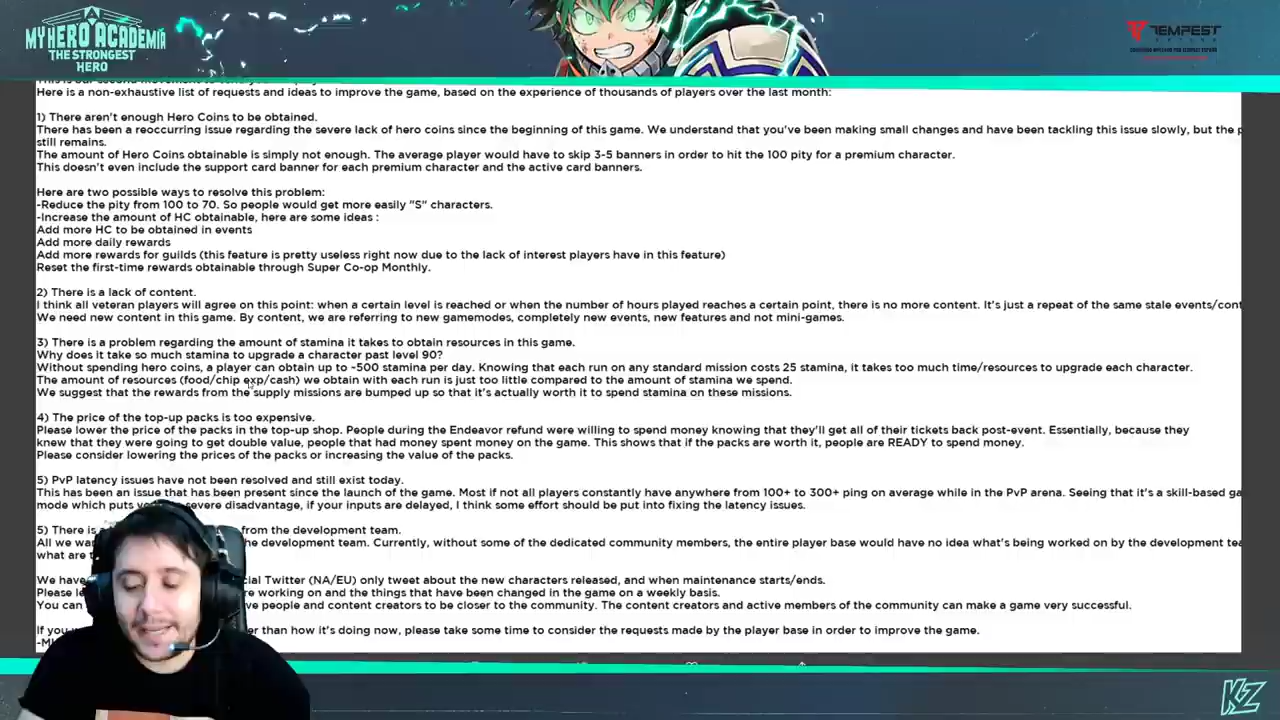 MY HERO ACADEMIA
THE STRONGEST
HERO
TEMPEST
Here is a non-exhaustive list of requests and ideas to improve the game, based on the experience of thousands of players over the last month:
1) There aren't enough Hero Coins to be obtained.
There has been a reoccurring issue regarding the severe lack of hero coins since the beginning of this game. We understand that you've been making small changes and have been tackling this issue slowly, but the
still remains.
The amount of Hero Coins obtainable is simply not enough. The average player would have to skip 3-5 banners in order to hit the 100 pity for a premium character.
This doesn't even include the support card banner for each premium character and the active card banners.
Here are two possible ways to resolve this problem:
-Reduce the pity from 100 to 70. So people would get more easily "S" characters.
-Increase the amount of HC obtainable, here are some ideas :
Add more HC to be obtained in events
Add more daily rewards
Add more rewards for guilds (this feature is pretty useless right now due to the lack of interest players have in this feature)
Reset the first-time rewards obtainable through Super Co-op Monthly.
2) There is a lack of content.
I think all veteran players will agree on this point: when a certain level is reached or when the number of hours played reaches a certain point, there is no more content. It's just a repeat of the same stale events/cont
We need new content in this game. By content, we are referring to new gamemodes, completely new events, new features and not mini-games.
3) There is a problem regarding the amount of stamina it takes to obtain resources in this game.
Why does it take so much stamina to upgrade a character past level 90?
Without spending hero coins, a player can obtain up to ~500 stamina per day. Knowing that each run on any standard mission costs 25 stamina, it takes too much time/resources to upgrade each character.
The amount of resources (food/chip exp/cash) we obtain with each run is just too little compared to the amount of stamina we spend.
We suggest that the rewards from the supply missions are bumped up so that it's actually worth it to spend stamina on these missions.
4) The price of the top-up packs is too expensive.
Please lower the price of the packs in the top-up shop. People during the Endeavor refund were willing to spend money knowing that they'll get all of their tickets back post-event. Essentially, because they
knew that they were going to get double value, people that had money spent money on the game. This shows that if the packs are worth it, people are READY to spend money.
Please consider lowering the prices of the packs or increasing the value of the packs.
5) PvP latency issues have not been resolved and still exist today.
This has been an issue that has been present since the launch of the game. Most if not all players constantly have anywhere from 100+ to 300+ ping on average while in the PvP arena. Seeing that it's a skill-based ga
mode which puts severe disadvantage, if your inputs are delayed, I think some effort should be put into fixing the latency issues.
5) There is from the development team.
All we wa the development team. Currently, without some of the dedicated community members, the entire player base would have no idea what's being worked on by the development tea
what are t
We have cial Twitter (NA/EU) only tweet about the new characters released, and when maintenance starts/ends.
Please le re working on and the things that have been changed in the game on a weekly basis.
You can ve people and content creators to be closer to the community. The content creators and active members of the community can make a game very successful.
If you er than how it's doing now, please take some time to consider the requests made by the player base in order to improve the game.
KZ